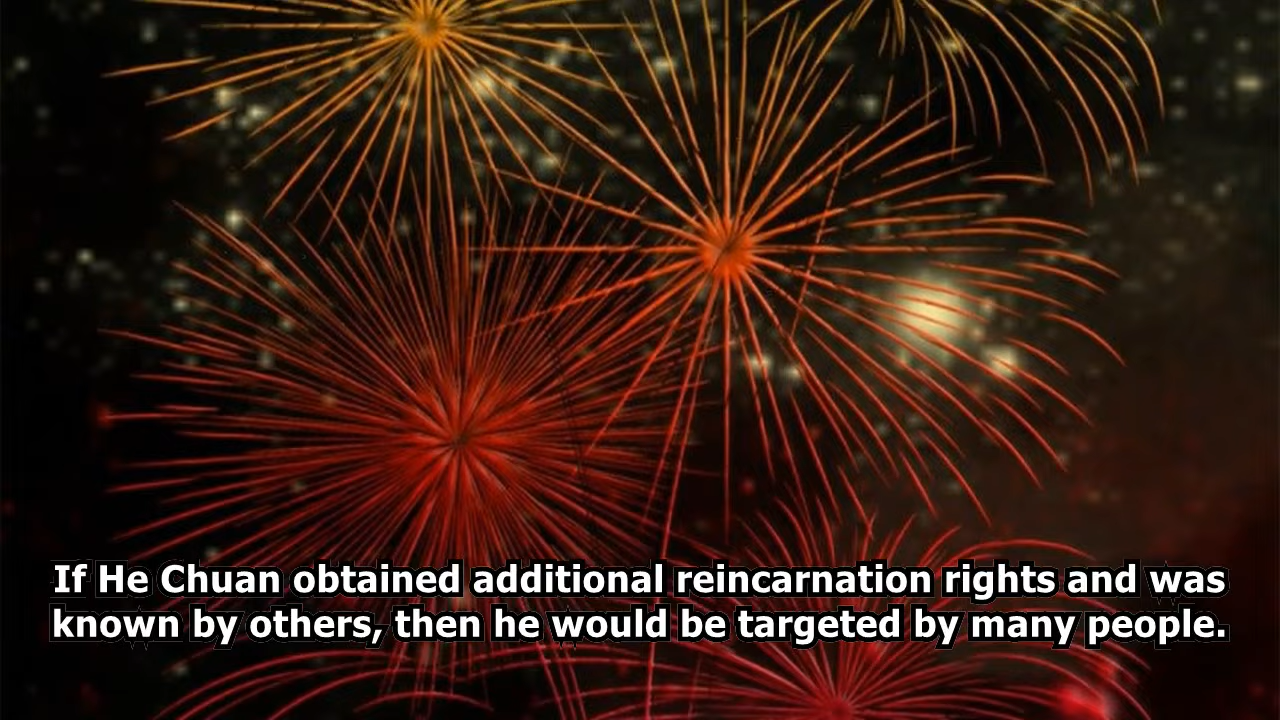 If He Chuan obtained additional reincarnation rights and was
known by others, then he would be targeted by many people.